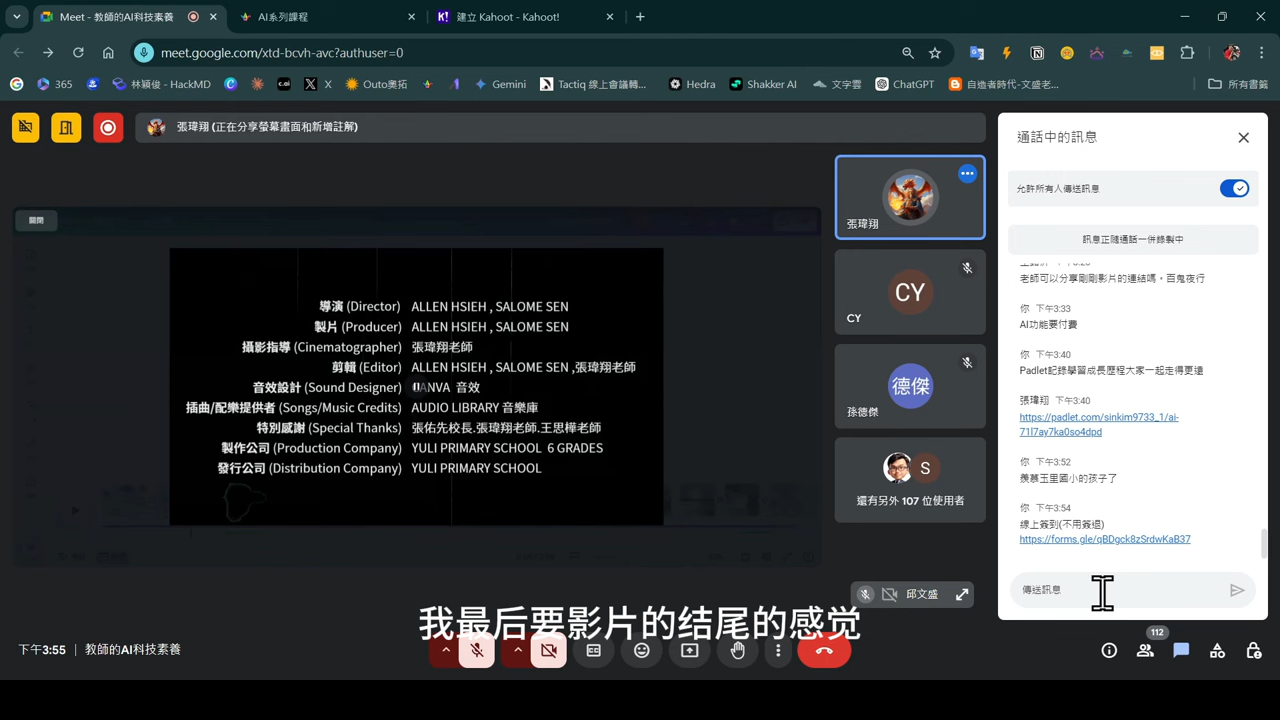 Meet - 教師的AI科技素養
AI系列課程
建立 Kahoot! - Kahoot!
meet.google.com/xtd-bcvh-avc?authuser=0
365
林穎俊 - HackMD
c.ai
X
Outo奧拓
Gemini
Tactiq 線上會議轉...
Hedra
Shakker AI
文字雲
ChatGPT
自造者時代-文盛老...
所有書籤
張瑋翔 (正在分享螢幕畫面和新增註解)
關閉
導演 (Director) ALLEN HSIEH , SALOME SEN
製片 (Producer) ALLEN HSIEH , SALOME SEN
攝影指導 (Cinematographer) 張瑋翔老師
剪輯 (Editor) ALLEN HSIEH , SALOME SEN ,張瑋翔老師
音效設計 (Sound Designer) CANVA 音效
插曲/配樂提供者 (Songs/Music Credits) AUDIO LIBRARY 音樂庫
特別感謝 (Special Thanks) 張佑先校長.張瑋翔老師.王思樺老師
製作公司 (Production Company) YULI PRIMARY SCHOOL 6 GRADES
發行公司 (Distribution Company) YULI PRIMARY SCHOOL
張瑋翔
CY
CY
德傑
孫德傑
S
還有另外 107 位使用者
邱文盛
通話中的訊息
允許所有人傳送訊息
訊息正隨通話一併錄製中
老師可以分享剛剛影片的連結嗎。百鬼夜行
你 下午3:33
AI功能要付費
你 下午3:40
Padlet記錄學習成長歷程大家一起走得更遠
張瑋翔 下午3:40
https://padlet.com/sinkim9733_1/ai-
71l7ay7ka0so4dpd
你 下午3:52
羨慕玉里國小的孩子了
你 下午3:54
線上簽到(不用簽退)
https://forms.gle/qBDgck8zSrdwKaB37
傳送訊息
我最后要影片的结尾的感觉
下午3:55
教師的AI科技素養
112